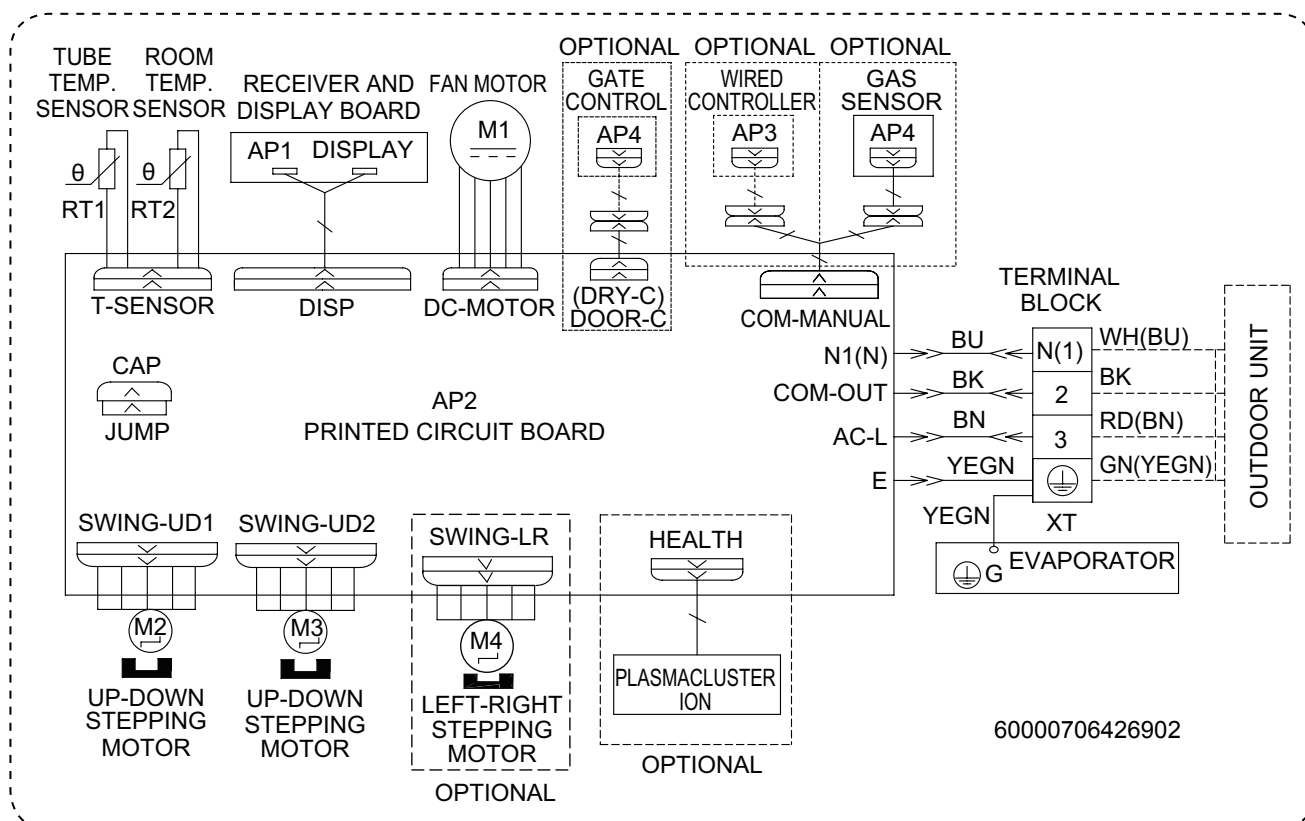 TUBE
TEMP.
SENSOR
ROOM
TEMP.
SENSOR
RECEIVER AND
DISPLAY BOARD
FAN MOTOR
OPTIONAL
OPTIONAL
OPTIONAL
GATE
CONTROL
WIRED
CONTROLLER
GAS
SENSOR
AP1
DISPLAY
M1
AP4
AP3
AP4
θ
θ
RT1
RT2
T-SENSOR
DISP
DC-MOTOR
(DRY-C)
DOOR-C
COM-MANUAL
TERMINAL
BLOCK
N1(N)
BU
N(1)
WH(BU)
COM-OUT
BK
2
BK
AC-L
BN
3
RD(BN)
E
YEGN
GN(YEGN)
OUTDOOR UNIT
CAP
JUMP
AP2
PRINTED CIRCUIT BOARD
YEGN
XT
G
EVAPORATOR
SWING-UD1
SWING-UD2
SWING-LR
HEALTH
M2
M3
M4
UP-DOWN
STEPPING
MOTOR
UP-DOWN
STEPPING
MOTOR
LEFT-RIGHT
STEPPING
MOTOR
PLASMACLUSTER
ION
OPTIONAL
OPTIONAL
60000706426902